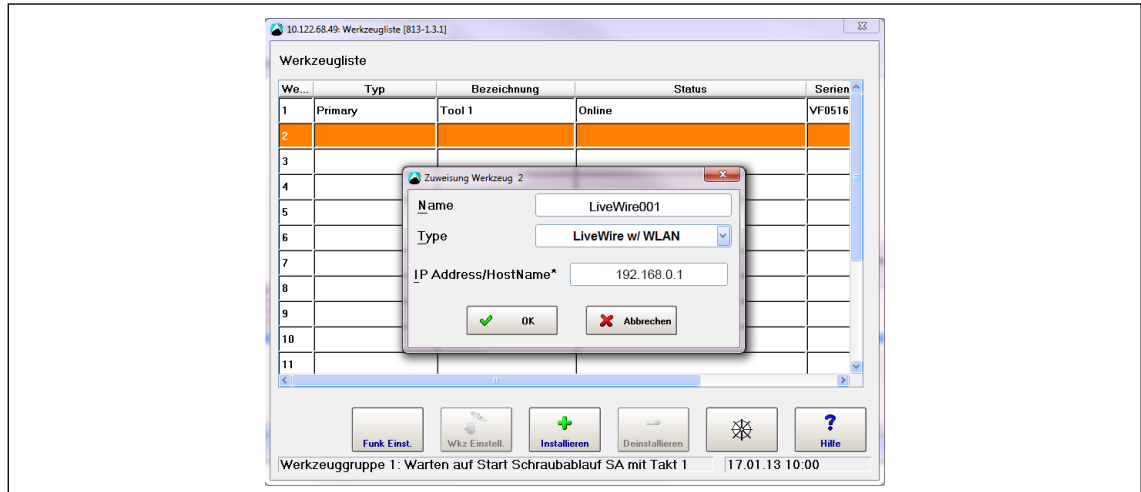 10.122.68.49: Werkzeugliste [813-1.3.1]
Werkzeugliste
We... Typ Bezeichnung Status Serien
1 Primary Tool 1 Online VF0516
2
3
4
5
6
7
8
9
10
11
Zuweisung Werkzeug 2
Name LiveWire001
Type LiveWire w/ WLAN
IP Address/HostName* 192.168.0.1
OK Abbrechen
Funk Einst. Wkz Einstell. Installieren Deinstallieren ? Hilfe
Werkzeuggruppe 1: Warten auf Start Schraubablauf SA mit Takt 1 17.01.13 10:00